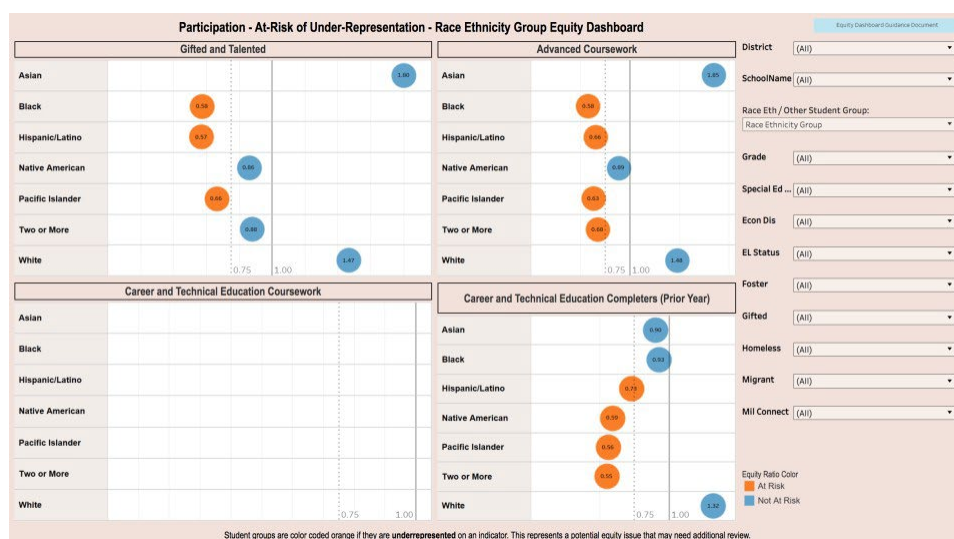 Participation - At-Risk of Under-Representation - Race Ethnicity Group Equity Dashboard
Equity Dashboard Guidance Document
Gifted and Talented
Asian
1.80
Black
0.58
Hispanic/Latino
0.57
Native American
0.86
Pacific Islander
0.66
Two or More
0.88
White
1.47
0.75
1.00
Advanced Coursework
Asian
1.85
Black
0.58
Hispanic/Latino
0.66
Native American
0.89
Pacific Islander
0.63
Two or More
0.68
White
1.48
0.75
1.00
Career and Technical Education Coursework
Asian
Black
Hispanic/Latino
Native American
Pacific Islander
Two or More
White
0.75
1.00
Career and Technical Education Completers (Prior Year)
Asian
0.90
Black
0.93
Hispanic/Latino
0.73
Native American
0.59
Pacific Islander
0.56
Two or More
0.55
White
1.32
0.75
1.00
District (All)
SchoolName (All)
Race Eth / Other Student Group:
Race Ethnicity Group
Grade (All)
Special Ed ... (All)
Econ Dis (All)
EL Status (All)
Foster (All)
Gifted (All)
Homeless (All)
Migrant (All)
Mil Connect (All)
Equity Ratio Color
At Risk
Not At Risk
Student groups are color coded orange if they are underrepresented on an indicator. This represents a potential equity issue that may need additional review.